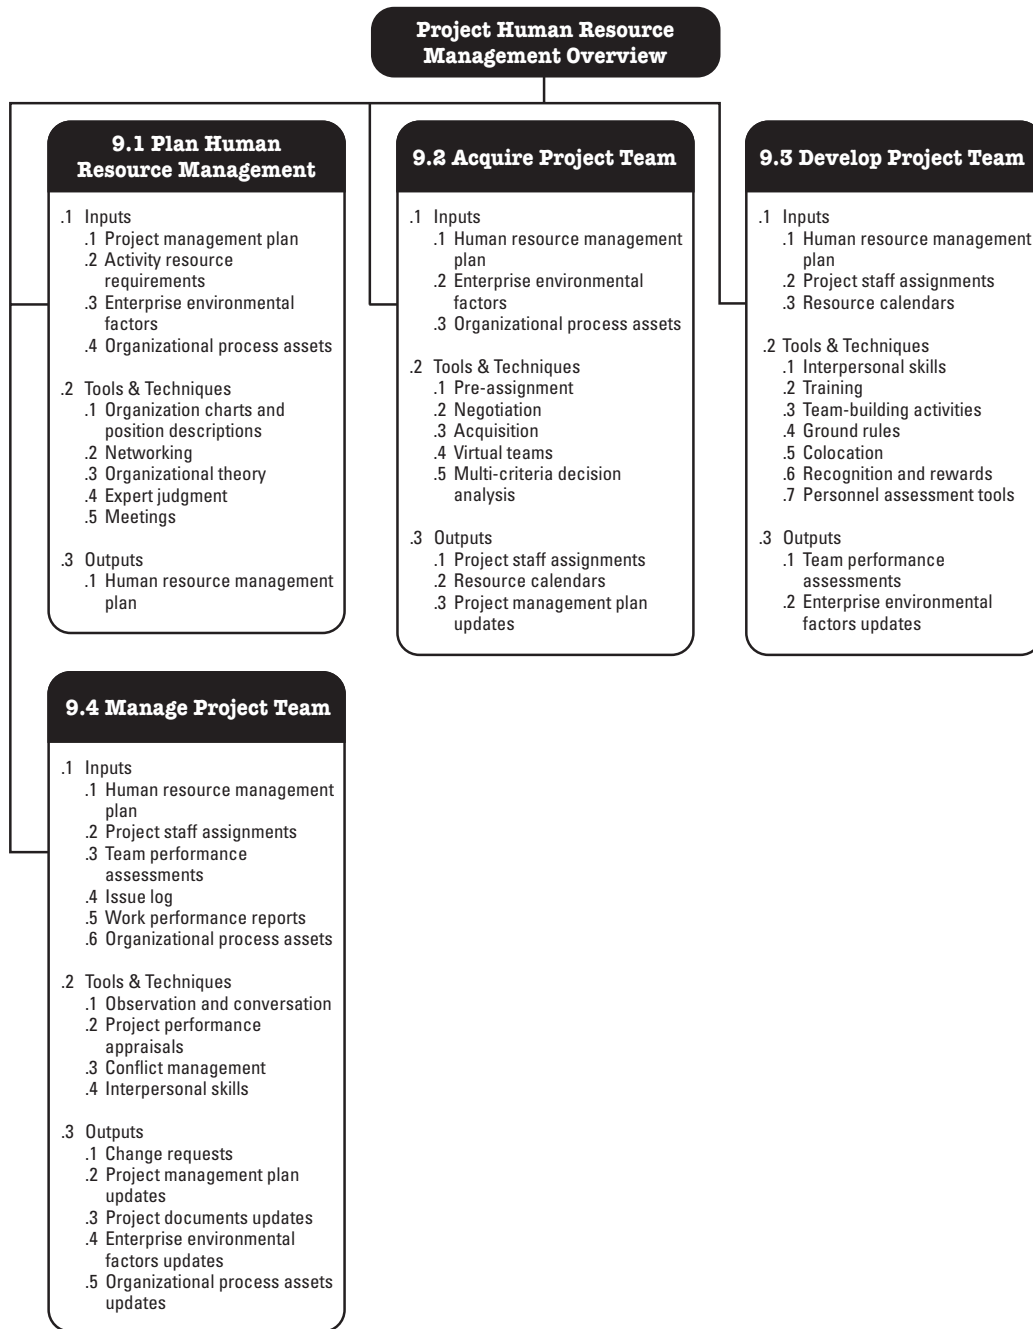 Project Human Resource
Management Overview
9.1 Plan Human
Resource Management
.1 Inputs
.1 Project management plan
.2 Activity resource
requirements
.3 Enterprise environmental
factors
.4 Organizational process assets
.2 Tools & Techniques
.1 Organization charts and
position descriptions
.2 Networking
.3 Organizational theory
.4 Expert judgment
.5 Meetings
.3 Outputs
.1 Human resource management
plan
9.2 Acquire Project Team
.1 Inputs
.1 Human resource management
plan
.2 Enterprise environmental
factors
.3 Organizational process assets
.2 Tools & Techniques
.1 Pre-assignment
.2 Negotiation
.3 Acquisition
.4 Virtual teams
.5 Multi-criteria decision
analysis
.3 Outputs
.1 Project staff assignments
.2 Resource calendars
.3 Project management plan
updates
9.3 Develop Project Team
.1 Inputs
.1 Human resource management
plan
.2 Project staff assignments
.3 Resource calendars
.2 Tools & Techniques
.1 Interpersonal skills
.2 Training
.3 Team-building activities
.4 Ground rules
.5 Colocation
.6 Recognition and rewards
.7 Personnel assessment tools
.3 Outputs
.1 Team performance
assessments
.2 Enterprise environmental
factors updates
9.4 Manage Project Team
.1 Inputs
.1 Human resource management
plan
.2 Project staff assignments
.3 Team performance
assessments
.4 Issue log
.5 Work performance reports
.6 Organizational process assets
.2 Tools & Techniques
.1 Observation and conversation
.2 Project performance
appraisals
.3 Conflict management
.4 Interpersonal skills
.3 Outputs
.1 Change requests
.2 Project management plan
updates
.3 Project documents updates
.4 Enterprise environmental
factors updates
.5 Organizational process assets
updates